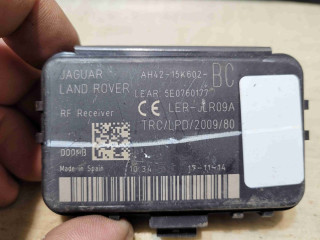 JAGUAR
LAND ROVER
AH42-15K602-
BC
LEAR 5E0760177
RF Receiver
CE LER-JLR09A
TRC/LPD/2009/80
Made in Spain